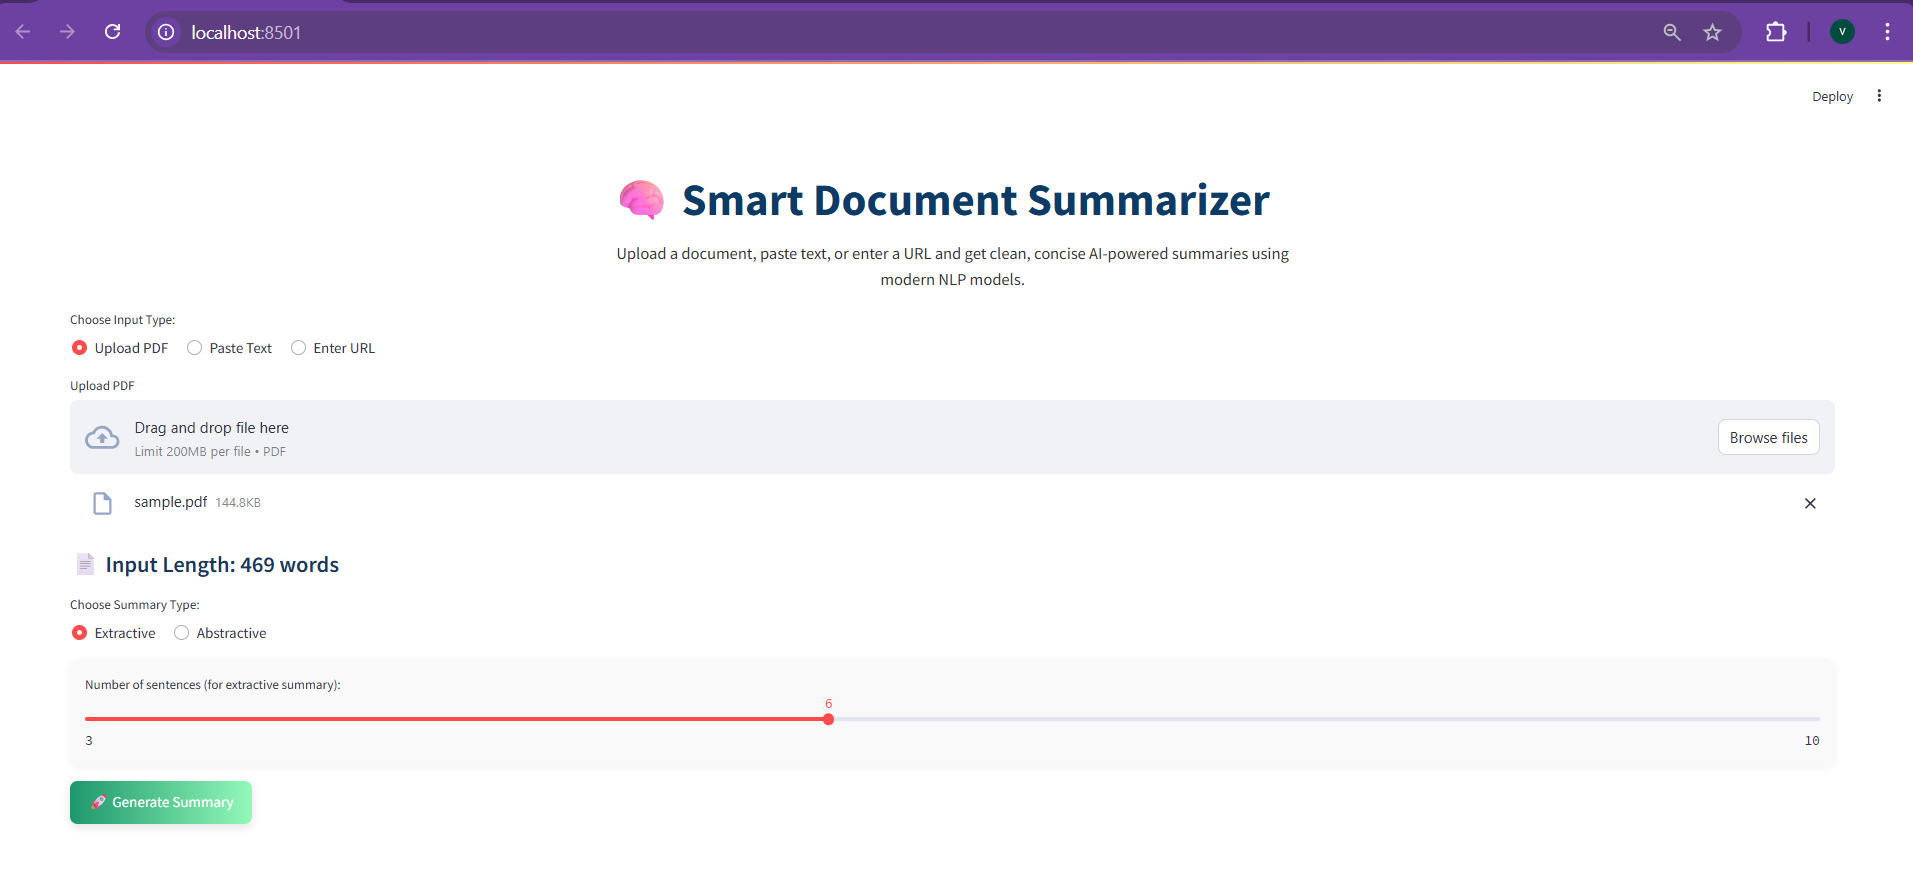 localhost:8501
V
Deploy
Smart Document Summarizer
Upload a document, paste text, or enter a URL and get clean, concise AI-powered summaries using
modern NLP models.
Choose Input Type:
Upload PDF Paste Text Enter URL
Upload PDF
Drag and drop file here
Limit 200MB per file • PDF
Browse files
sample.pdf 144.8KB
Input Length: 469 words
Choose Summary Type:
Extractive Abstractive
Number of sentences (for extractive summary):
6
3 10
Generate Summary